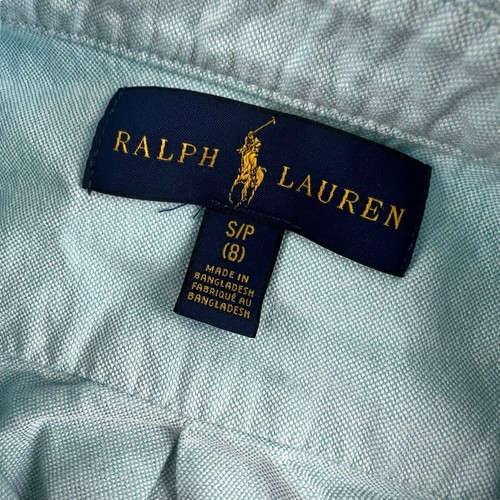 RALPH LAUREN
S/P
(8)
MADE IN
BANGLADESH
FABRIQUÉ AU
BANGLADESH